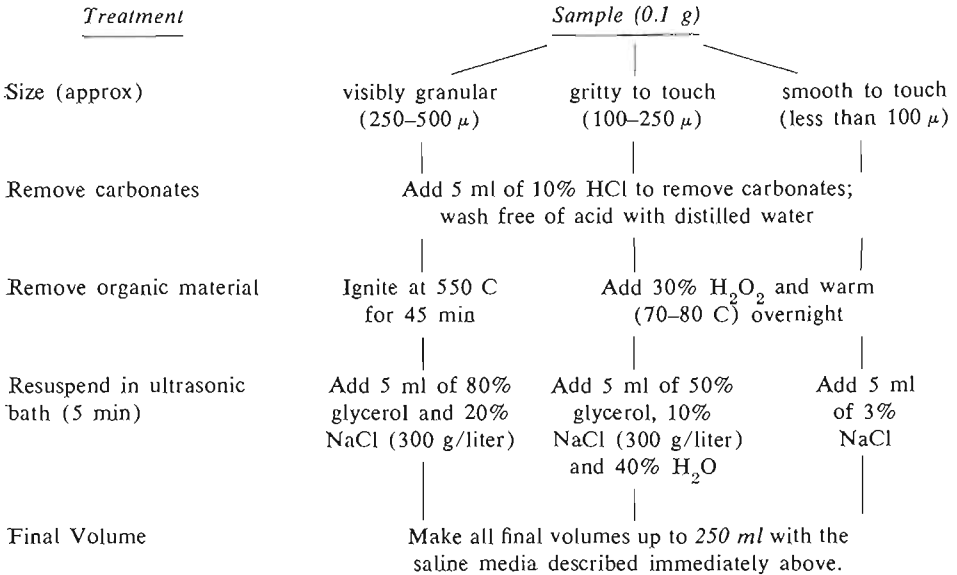 Treatment Sample (0.1 g)
Size (approx) visibly granular gritty to touch smooth to touch
(250–500 μ) (100–250 μ) (less than 100 μ)
Remove carbonates Add 5 ml of 10% HCl to remove carbonates;
wash free of acid with distilled water
Remove organic material Ignite at 550 C Add 30% H₂O₂ and warm
for 45 min (70–80 C) overnight
Resuspend in ultrasonic Add 5 ml of 80% Add 5 ml of 50% Add 5 ml
bath (5 min) glycerol and 20% glycerol, 10% of 3%
NaCl (300 g/liter) NaCl (300 g/liter) NaCl
and 40% H₂O
Final Volume Make all final volumes up to 250 ml with the
saline media described immediately above.